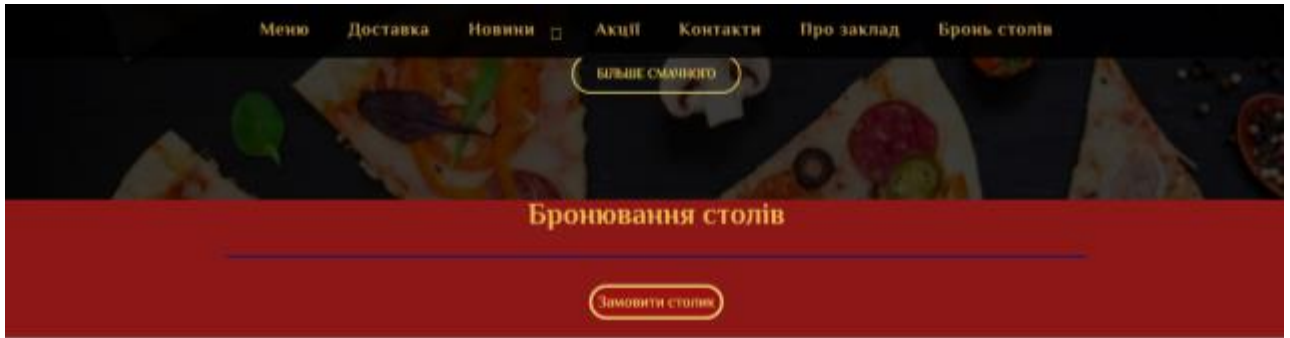 Меню Доставка Новини Акції Контакти Про заклад Бронь столів
БІЛЬШЕ СМАЧНОГО
Бронювання столів
Замовити столик